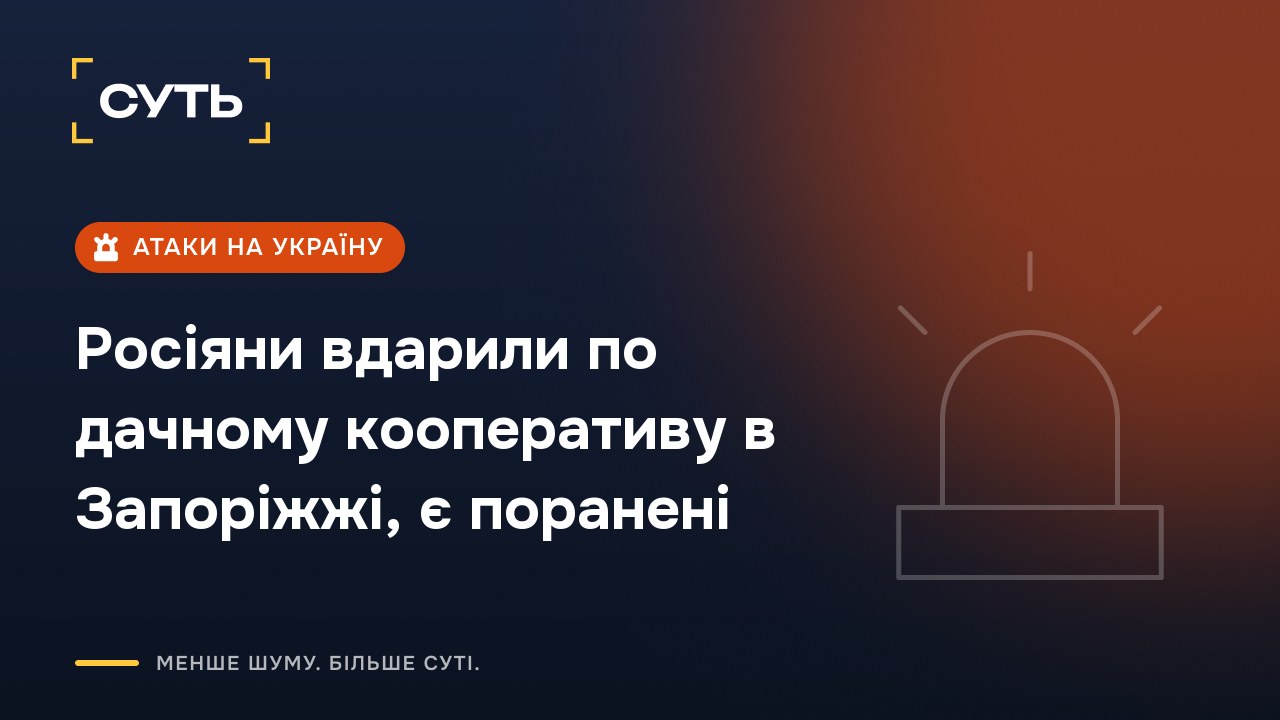 СУТЬ
АТАКИ НА УКРАЇНУ
Росіяни вдарили по
дачному кооперативу в
Запоріжжі, є поранені
МЕНШЕ ШУМУ. БІЛЬШЕ СУТІ.